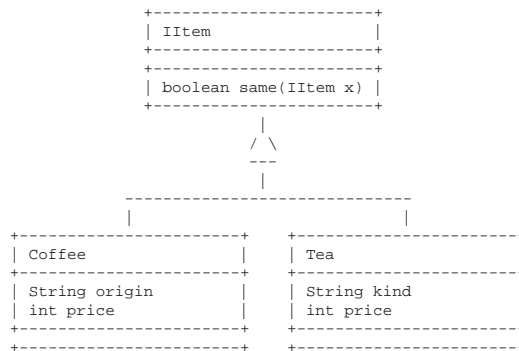 IItem
boolean same(IItem x)
Coffee
String origin
int price
Tea
String kind
int price